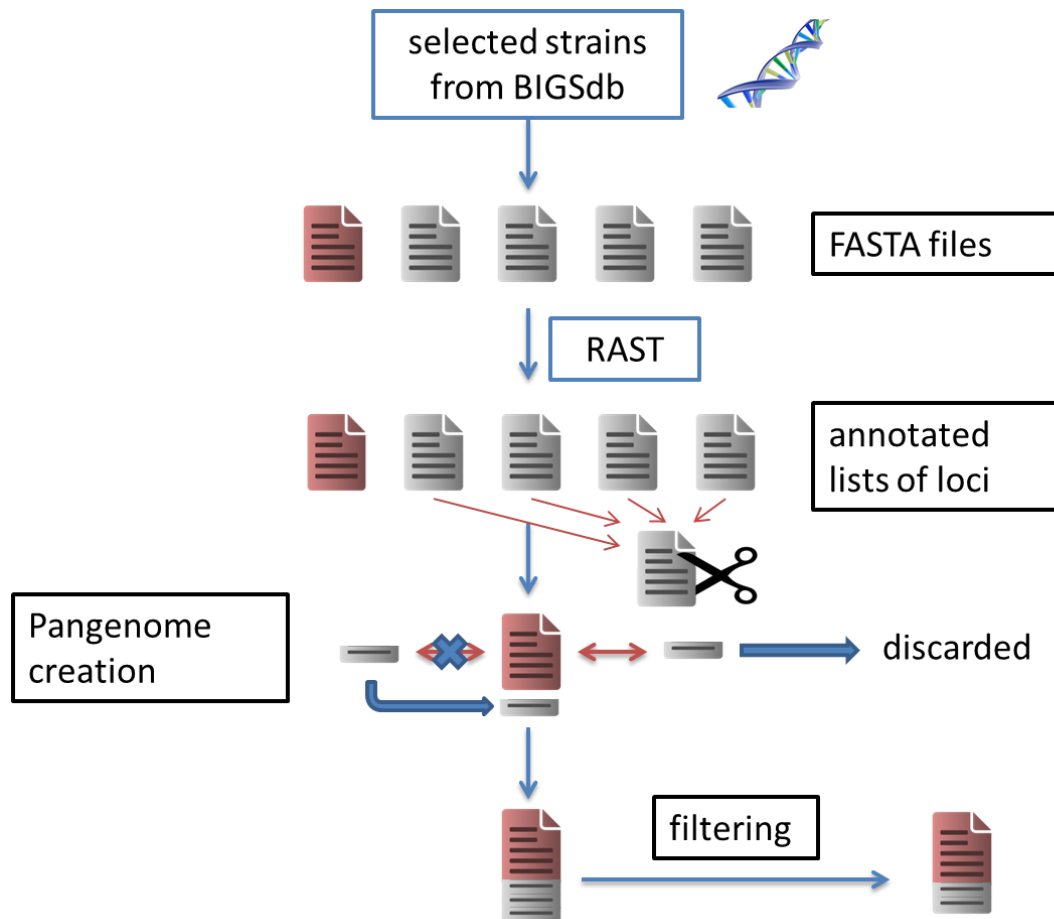 selected strains
from BIGSdb
FASTA files
RAST
annotated
lists of loci
Pangenome
creation
discarded
filtering